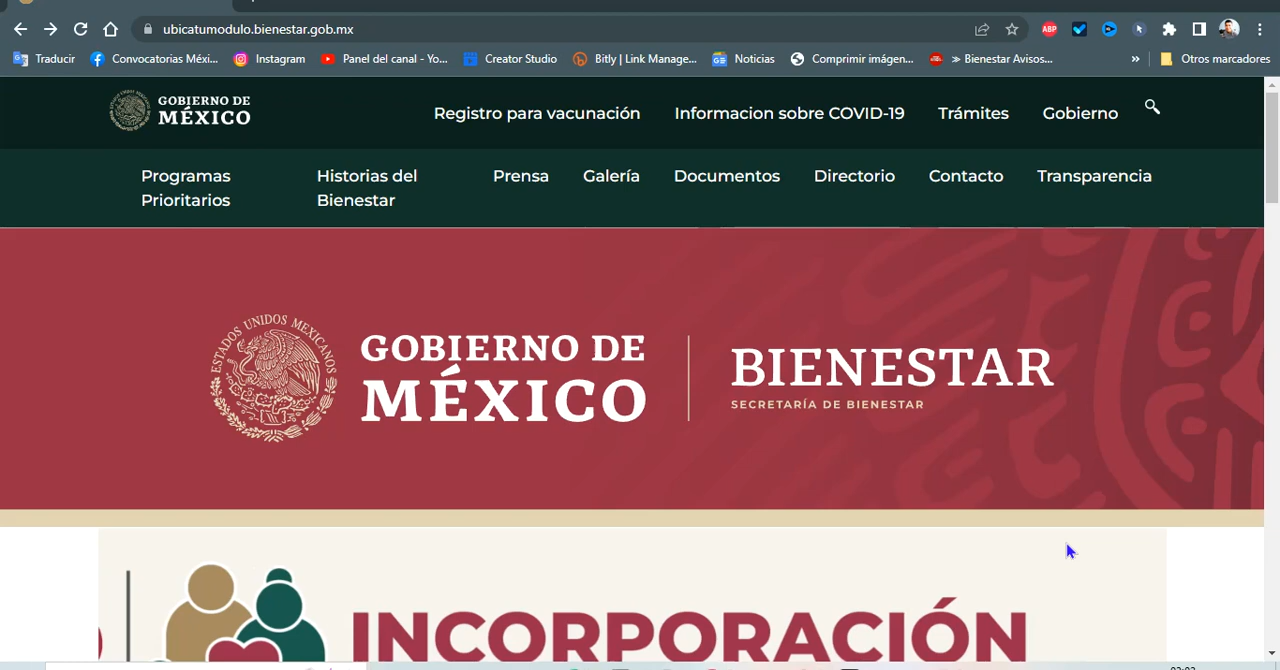 ubicatumodulo.bienestar.gob.mx
ABP
Traducir
Convocatorias Méxi...
Instagram
Panel del canal - Yo...
Creator Studio
Bitly | Link Manage...
Noticias
Comprimir imágen...
≫ Bienestar Avisos...
»
Otros marcadores
GOBIERNO DE
MÉXICO
Registro para vacunación
Informacion sobre COVID-19
Trámites
Gobierno
Programas
Prioritarios
Historias del
Bienestar
Prensa
Galería
Documentos
Directorio
Contacto
Transparencia
ESTADOS UNIDOS MEXICANOS
GOBIERNO DE
MÉXICO
BIENESTAR
SECRETARÍA DE BIENESTAR
INCORPORACIÓN